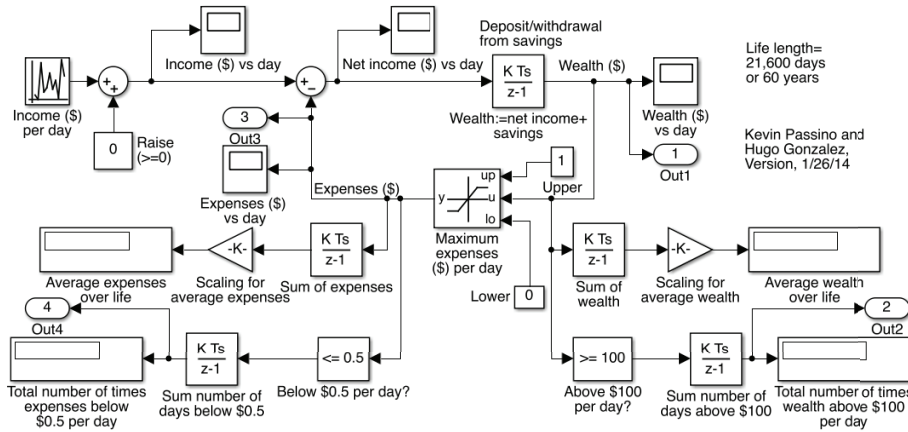 Deposit/withdrawal
from savings
Life length=
21,600 days
or 60 years
Income ($) vs day
Net income ($) vs day
K Ts
z-1
Wealth ($)
Income ($)
per day
+
+
+
−
Wealth:=net income+
savings
Wealth ($)
vs day
0
Raise
(>=0)
3
Out3
Kevin Passino and
Hugo Gonzalez,
Version, 1/26/14
1
Out1
Expenses ($)
vs day
Expenses ($)
up
y
u
lo
1
Upper
Maximum
expenses
($) per day
Lower
0
Average expenses
over life
-K-
Scaling for
average expenses
K Ts
z-1
Sum of expenses
K Ts
z-1
Sum of
wealth
-K-
Scaling for
average wealth
Average wealth
over life
4
Out4
2
Out2
Total number of times
expenses below
$0.5 per day
K Ts
z-1
Sum number of
days below $0.5
<= 0.5
Below $0.5 per day?
>= 100
Above $100
per day?
K Ts
z-1
Sum number of
days above $100
Total number of times
wealth above $100
per day